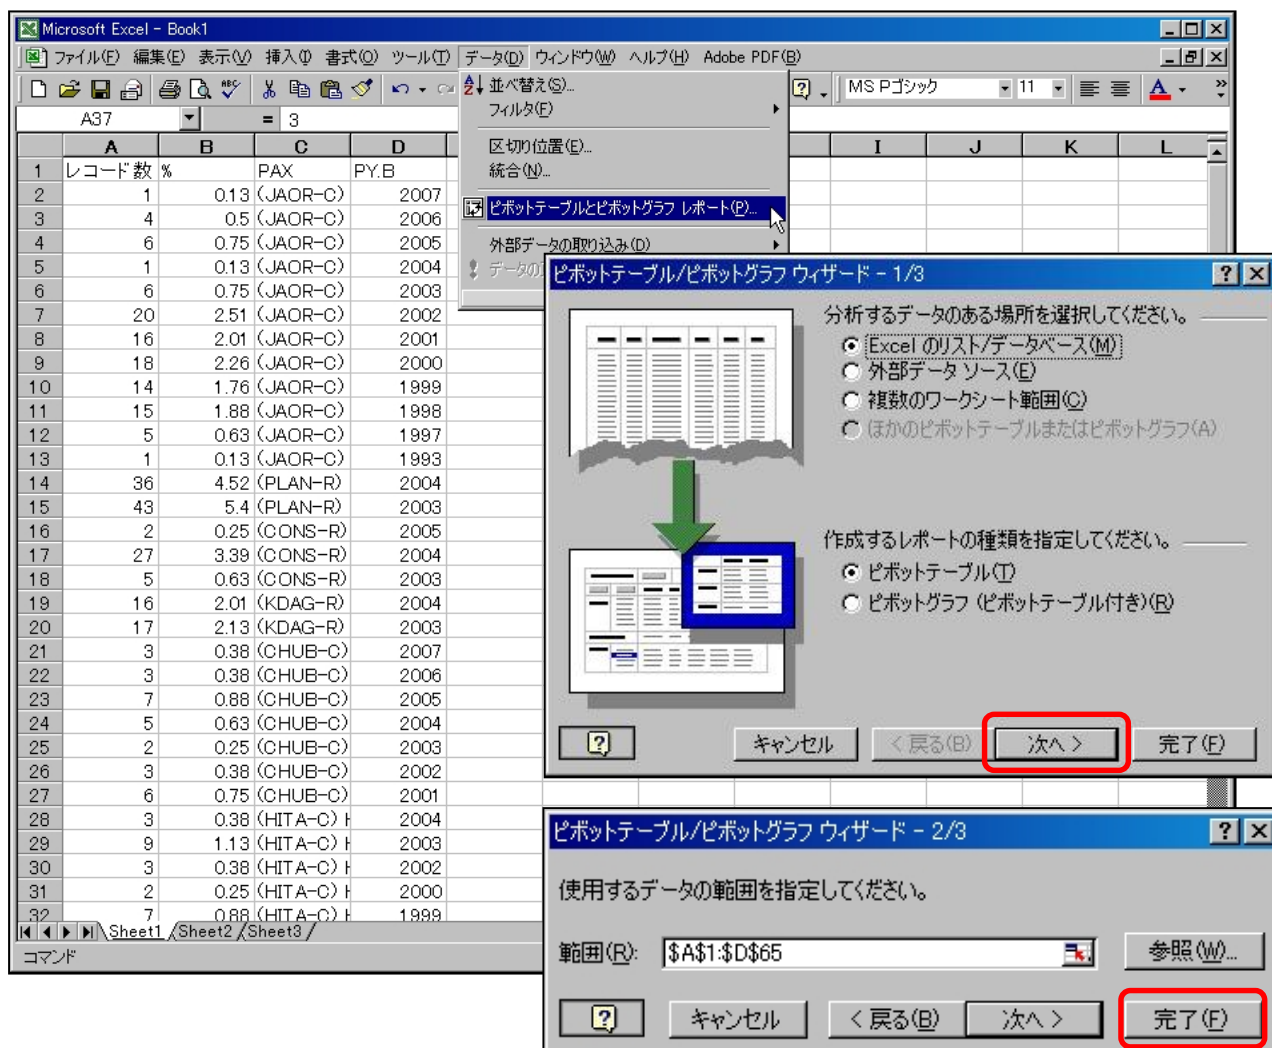 Microsoft Excel - Book1
ファイル(F) 編集(E) 表示(V) 挿入(I) 書式(O) ツール(T) データ(D) ウィンドウ(W) ヘルプ(H) Adobe PDF(B)
MS Pゴシック 11
A37 = 3
並べ替え(S)...
フィルタ(F)
区切り位置(E)...
統合(N)...
ピボットテーブルとピボットグラフ レポート(P)...
外部データの取り込み(D)
データの
A B C D I J K L
1 レコード数 % PAX PY.B
2 1 0.13 (JAOR-C) 2007
3 4 0.5 (JAOR-C) 2006
4 6 0.75 (JAOR-C) 2005
5 1 0.13 (JAOR-C) 2004
6 6 0.75 (JAOR-C) 2003
7 20 2.51 (JAOR-C) 2002
8 16 2.01 (JAOR-C) 2001
9 18 2.26 (JAOR-C) 2000
10 14 1.76 (JAOR-C) 1999
11 15 1.88 (JAOR-C) 1998
12 5 0.63 (JAOR-C) 1997
13 1 0.13 (JAOR-C) 1993
14 36 4.52 (PLAN-R) 2004
15 43 5.4 (PLAN-R) 2003
16 2 0.25 (CONS-R) 2005
17 27 3.39 (CONS-R) 2004
18 5 0.63 (CONS-R) 2003
19 16 2.01 (KDAG-R) 2004
20 17 2.13 (KDAG-R) 2003
21 3 0.38 (CHUB-C) 2007
22 3 0.38 (CHUB-C) 2006
23 7 0.88 (CHUB-C) 2005
24 5 0.63 (CHUB-C) 2004
25 2 0.25 (CHUB-C) 2003
26 3 0.38 (CHUB-C) 2002
27 6 0.75 (CHUB-C) 2001
28 3 0.38 (HITA-C) H 2004
29 9 1.13 (HITA-C) H 2003
30 3 0.38 (HITA-C) H 2002
31 2 0.25 (HITA-C) H 2000
32 7 0.88 (HITA-C) H 1999
Sheet1 Sheet2 Sheet3
コマンド
ピボットテーブル/ピボットグラフ ウィザード - 1/3
分析するデータのある場所を選択してください。
Excel のリスト/データベース(M)
外部データ ソース(E)
複数のワークシート範囲(C)
ほかのピボットテーブルまたはピボットグラフ(A)
作成するレポートの種類を指定してください。
ピボットテーブル(T)
ピボットグラフ (ピボットテーブル付き)(R)
キャンセル < 戻る(B) 次へ > 完了(F)
ピボットテーブル/ピボットグラフ ウィザード - 2/3
使用するデータの範囲を指定してください。
範囲(R): $A$1:$D$65 参照(W)...
キャンセル < 戻る(B) 次へ > 完了(F)